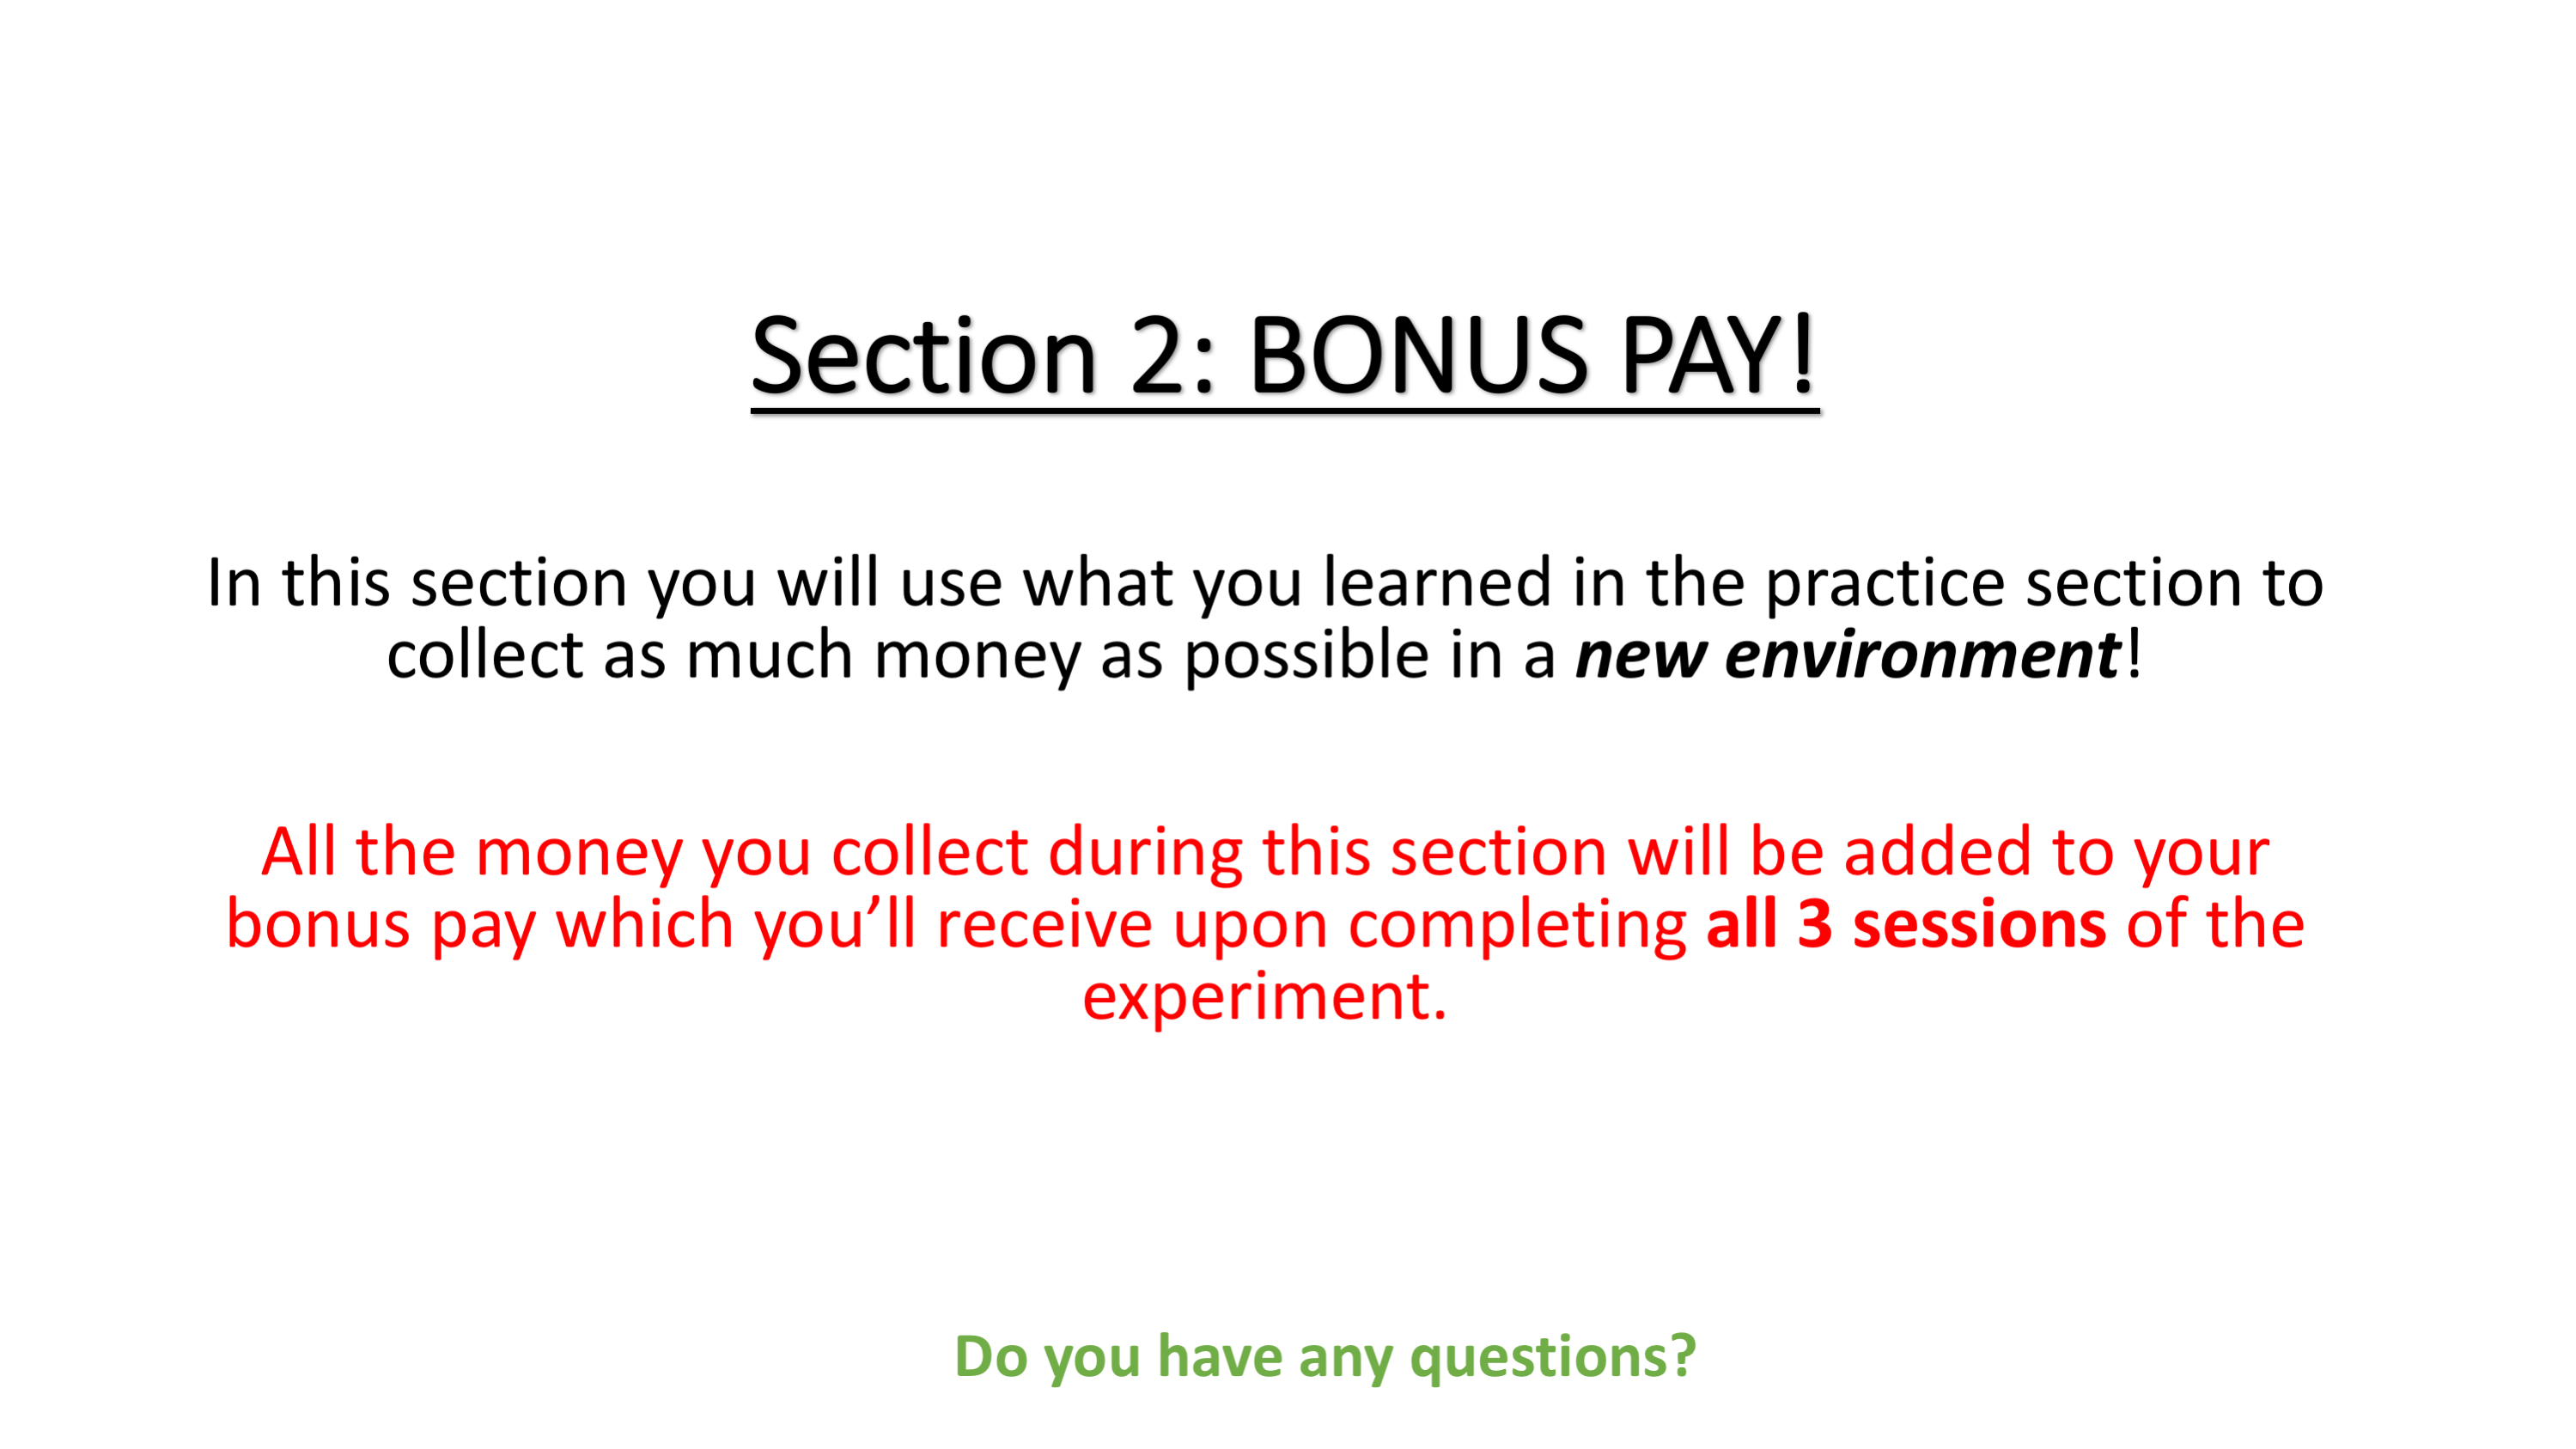 Section 2: BONUS PAY!
In this section you will use what you learned in the practice section to
collect as much money as possible in a new environment!
All the money you collect during this section will be added to your
bonus pay which you’ll receive upon completing all 3 sessions of the
experiment.
Do you have any questions?